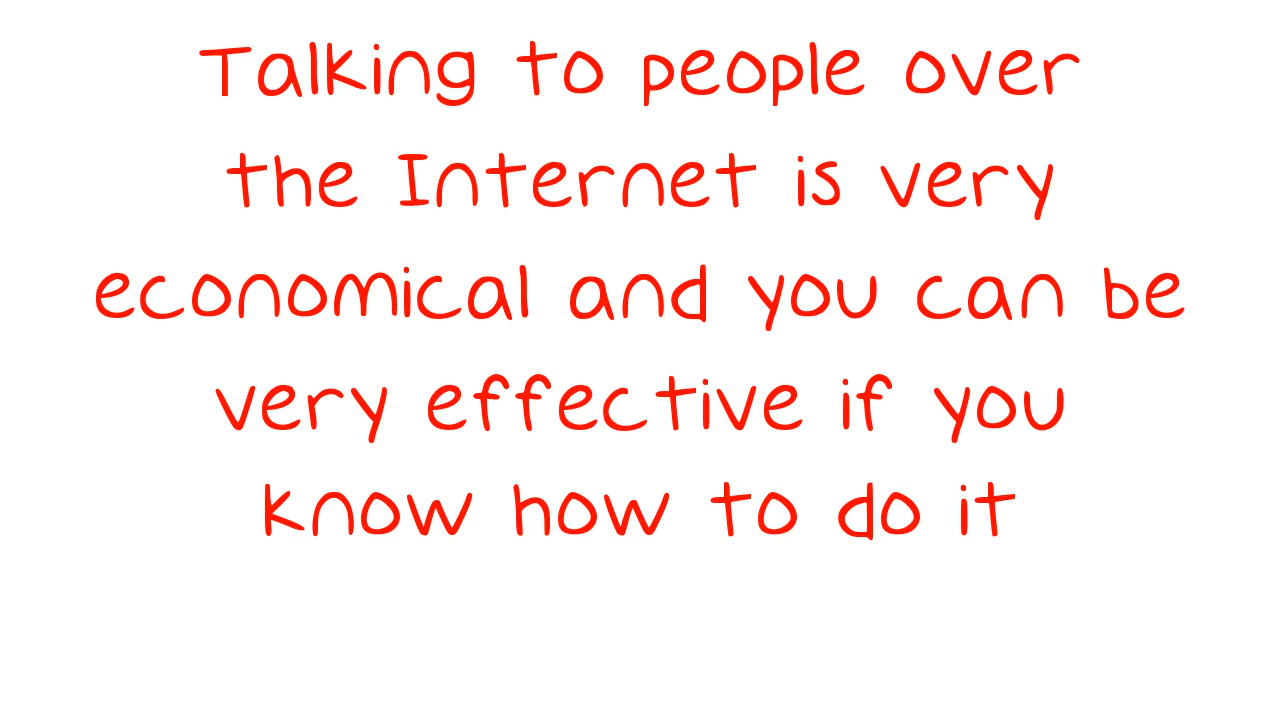 Talking to people over
the Internet is very
economical and you can be
very effective if you
know how to do it